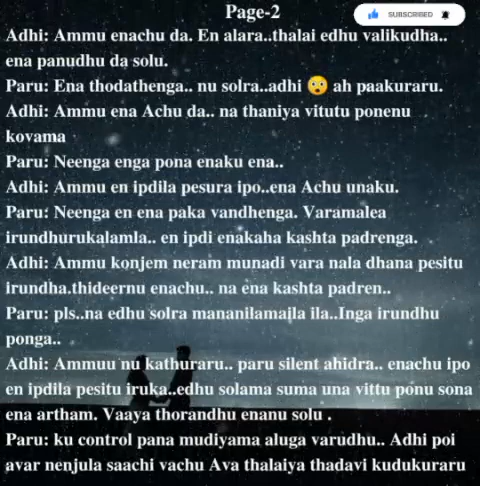 Page-2
SUBSCRIBED
Adhi: Ammu enachu da. En alara..thalai edhu valikudha..
ena panudhu da solu.
Paru: Ena thodathenga.. nu solra..adhi 😲 ah paakuraru.
Adhi: Ammu ena Achu da.. na thaniya vitutu ponenu
kovama
Paru: Neenga enga pona enaku ena..
Adhi: Ammu en ipdila pesura ipo..ena Achu unaku.
Paru: Neenga en ena paka vandhenga. Varamalea
irundhurukalamla.. en ipdi enakaha kashta padrenga.
Adhi: Ammu konjem neram munadi vara nala dhana pesitu
irundha.thideernu enachu.. na ena kashta padren..
Paru: pls..na edhu solra mananilamaila ila..Inga irundhu
ponga..
Adhi: Ammuu nu kathuraru.. paru silent ahidra.. enachu ipo
en ipdila pesitu iruka..edhu solama suma una vittu ponu sona
ena artham. Vaaya thorandhu enanu solu .
Paru: ku control pana mudiyama aluga varudhu.. Adhi poi
avar nenjula saachi vachu Ava thalaiya thadavi kudukuraru